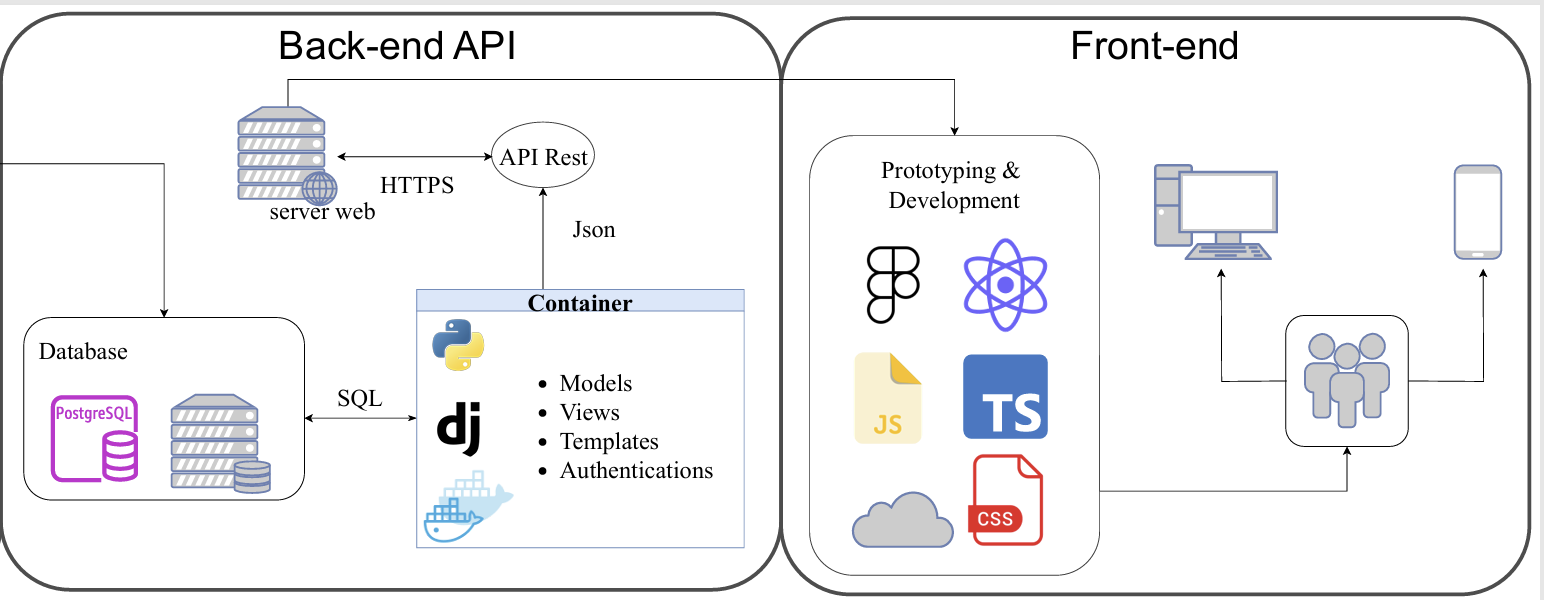 Back-end API
Front-end
API Rest
HTTPS
server web
Json
Prototyping &
Development
Container
Database
PostgreSQL
SQL
dj
• Models
• Views
• Templates
• Authentications
JS
TS
CSS